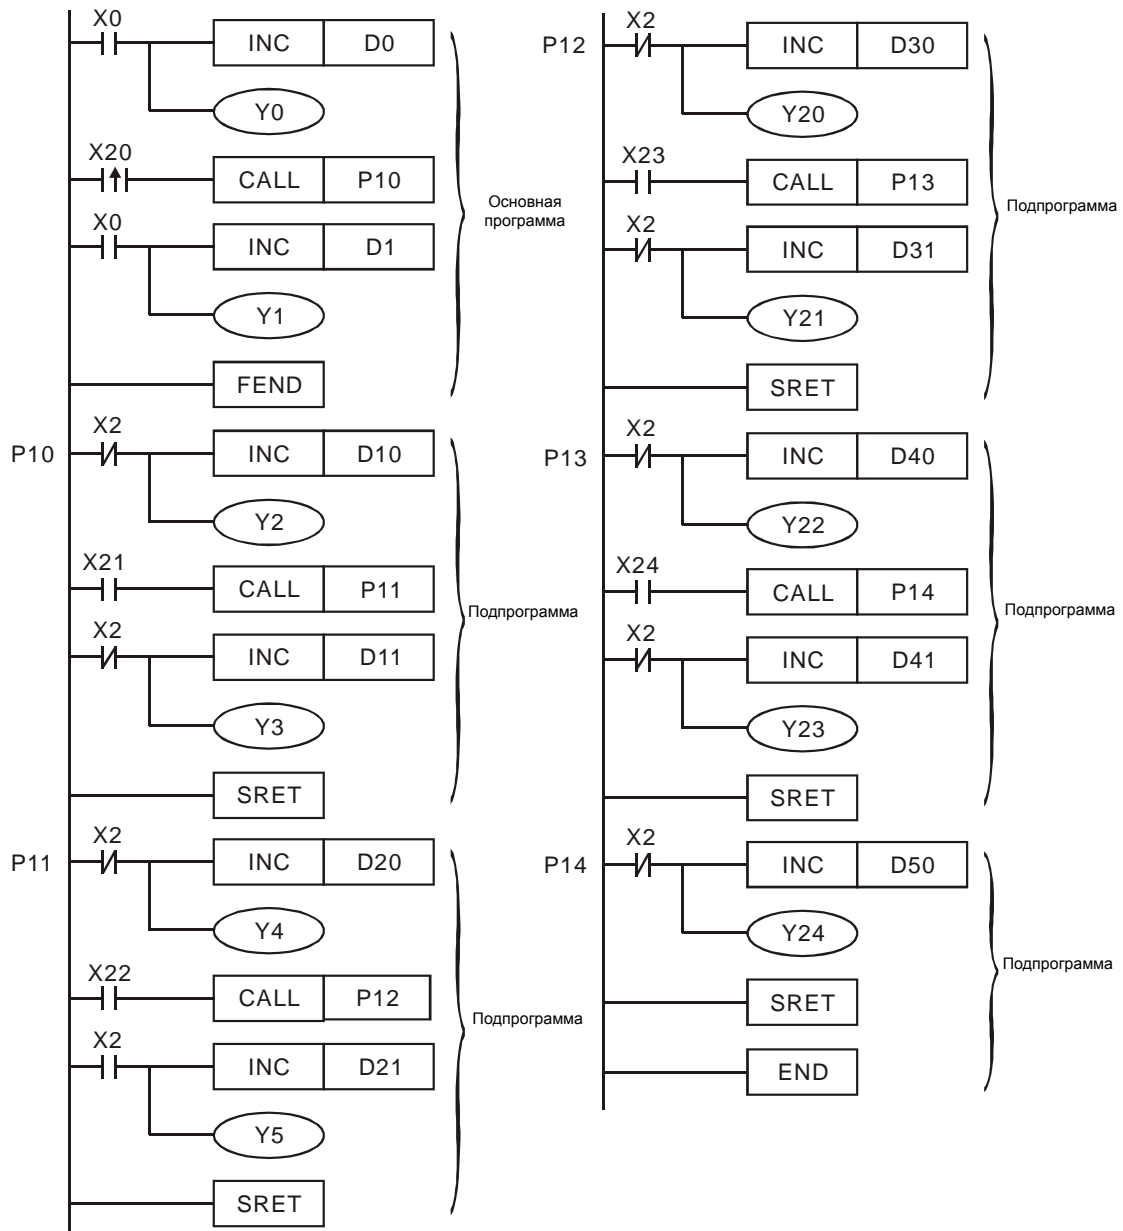 X0
INC D0
Y0
X20
CALL P10
X0
INC D1
Y1
FEND
Основная
программа
P10
X2
INC D10
Y2
X21
CALL P11
X2
INC D11
Y3
SRET
Подпрограмма
P11
X2
INC D20
Y4
X22
CALL P12
X2
INC D21
Y5
SRET
Подпрограмма
P12
X2
INC D30
Y20
X23
CALL P13
X2
INC D31
Y21
SRET
Подпрограмма
P13
X2
INC D40
Y22
X24
CALL P14
X2
INC D41
Y23
SRET
Подпрограмма
P14
X2
INC D50
Y24
SRET
END
Подпрограмма